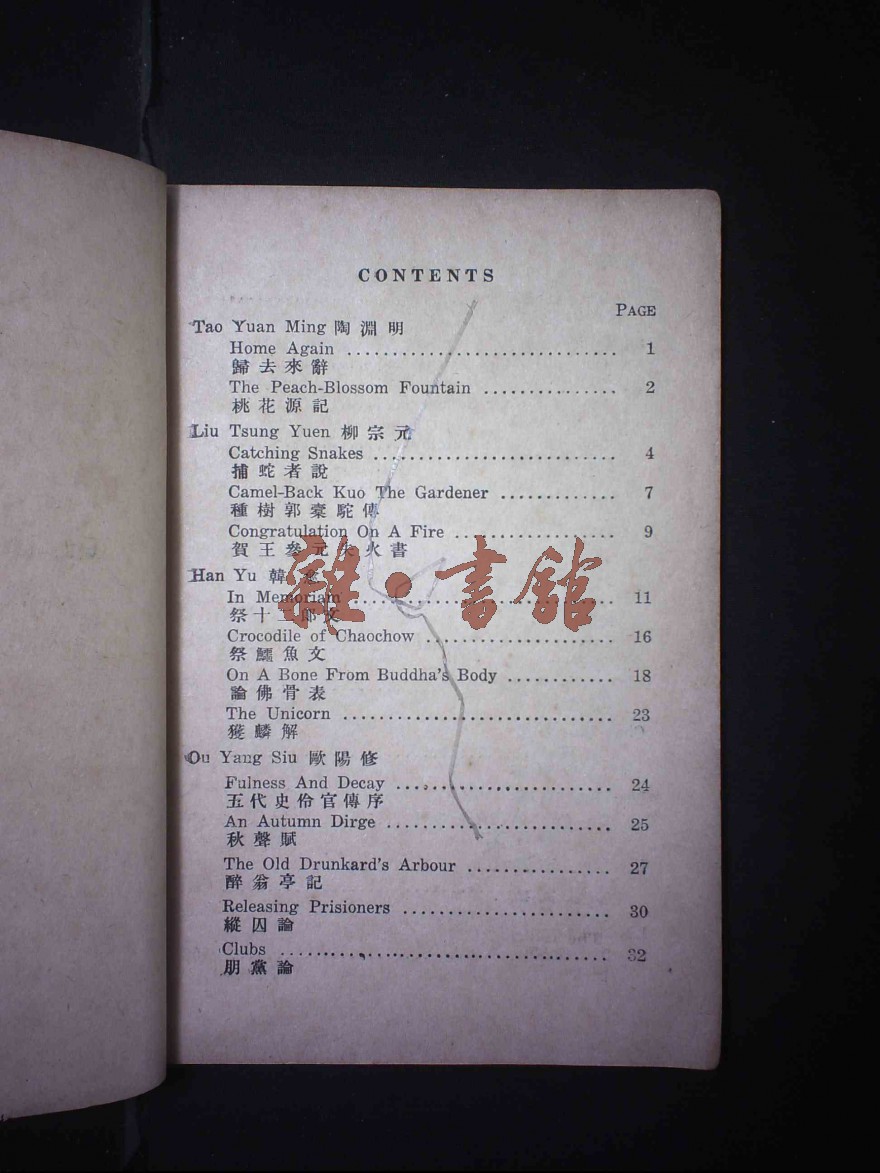 CONTENTS
PAGE
Tao Yuan Ming 陶淵明
Home Again .............................. 1
歸去來辭
The Peach-Blossom Fountain ............... 2
桃花源記
Liu Tsung Yuen 柳宗元
Catching Snakes ........................... 4
捕蛇者說
Camel-Back Kuo The Gardener ............. 7
種樹郭橐駝傳
Congratulation On A Fire .................. 9
賀王參元失火書
Han Yu 韓愈
In Memoriam ............................. 11
祭十二郎文
Crocodile of Chaochow ..................... 16
祭鱷魚文
On A Bone From Buddha's Body ............ 18
論佛骨表
The Unicorn .............................. 23
獲麟解
Ou Yang Siu 歐陽修
Fulness And Decay ........................ 24
五代史伶官傳序
An Autumn Dirge ......................... 25
秋聲賦
The Old Drunkard's Arbour ................ 27
醉翁亭記
Releasing Prisioners ....................... 30
縱囚論
Clubs .................................... 32
朋黨論
雜·書館